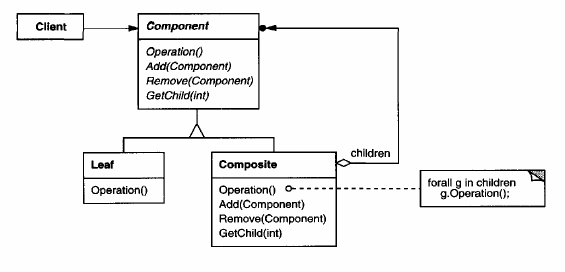 Client
Component
Operation()
Add(Component)
Remove(Component)
GetChild(int)
children
Leaf
Operation()
Composite
Operation()
Add(Component)
Remove(Component)
GetChild(int)
forall g in children
g.Operation();